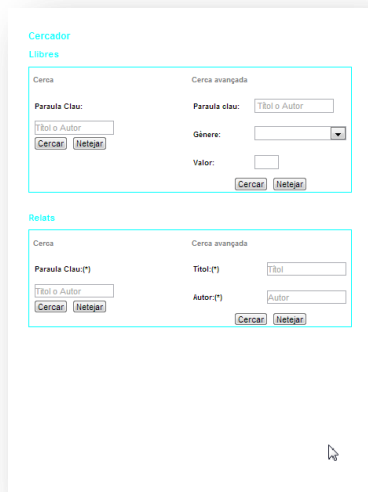 Cercador
Llibres
Cerca
Cerca avançada
Paraula Clau:
Títol o Autor
Cercar Netejar
Paraula clau: Títol o Autor
Gènere:
Valor:
Cercar Netejar
Relats
Cerca
Cerca avançada
Paraula Clau:(*)
Títol o Autor
Cercar Netejar
Títol:(*) Títol
Autor:(*) Autor
Cercar Netejar